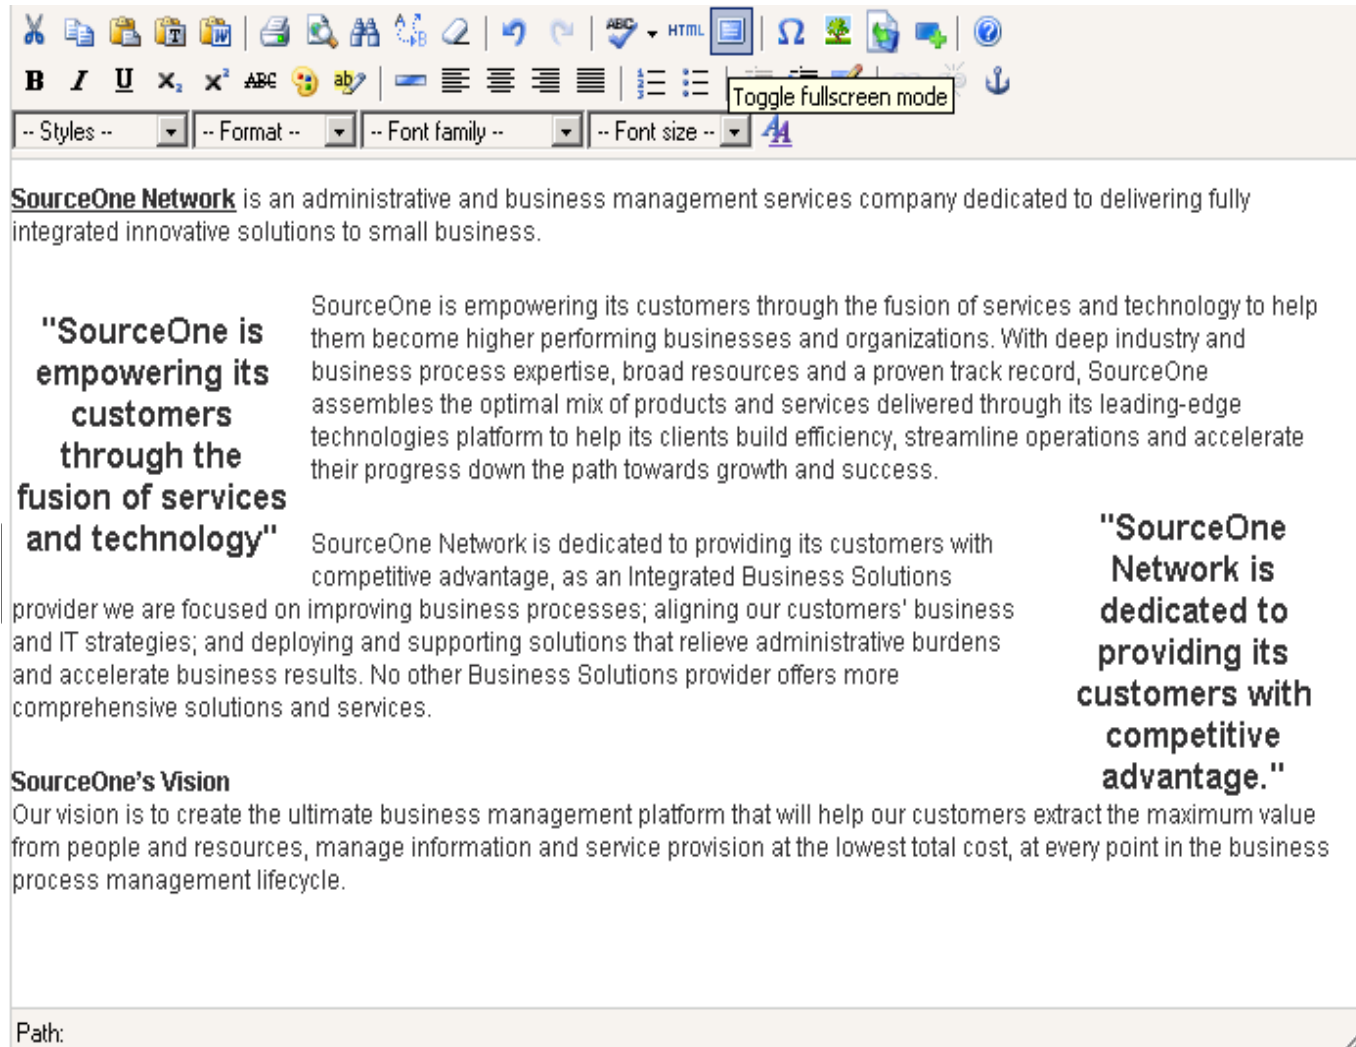 HTML
B I U X₂ X² ABC ab
Toggle fullscreen mode
-- Styles -- -- Format -- -- Font family -- -- Font size -- AA
SourceOne Network is an administrative and business management services company dedicated to delivering fully
integrated innovative solutions to small business.
"SourceOne is
empowering its
customers
through the
fusion of services
and technology"
SourceOne is empowering its customers through the fusion of services and technology to help
them become higher performing businesses and organizations. With deep industry and
business process expertise, broad resources and a proven track record, SourceOne
assembles the optimal mix of products and services delivered through its leading-edge
technologies platform to help its clients build efficiency, streamline operations and accelerate
their progress down the path towards growth and success.
SourceOne Network is dedicated to providing its customers with
competitive advantage, as an Integrated Business Solutions
provider we are focused on improving business processes; aligning our customers' business
and IT strategies; and deploying and supporting solutions that relieve administrative burdens
and accelerate business results. No other Business Solutions provider offers more
comprehensive solutions and services.
"SourceOne
Network is
dedicated to
providing its
customers with
competitive
advantage."
SourceOne's Vision
Our vision is to create the ultimate business management platform that will help our customers extract the maximum value
from people and resources, manage information and service provision at the lowest total cost, at every point in the business
process management lifecycle.
Path: